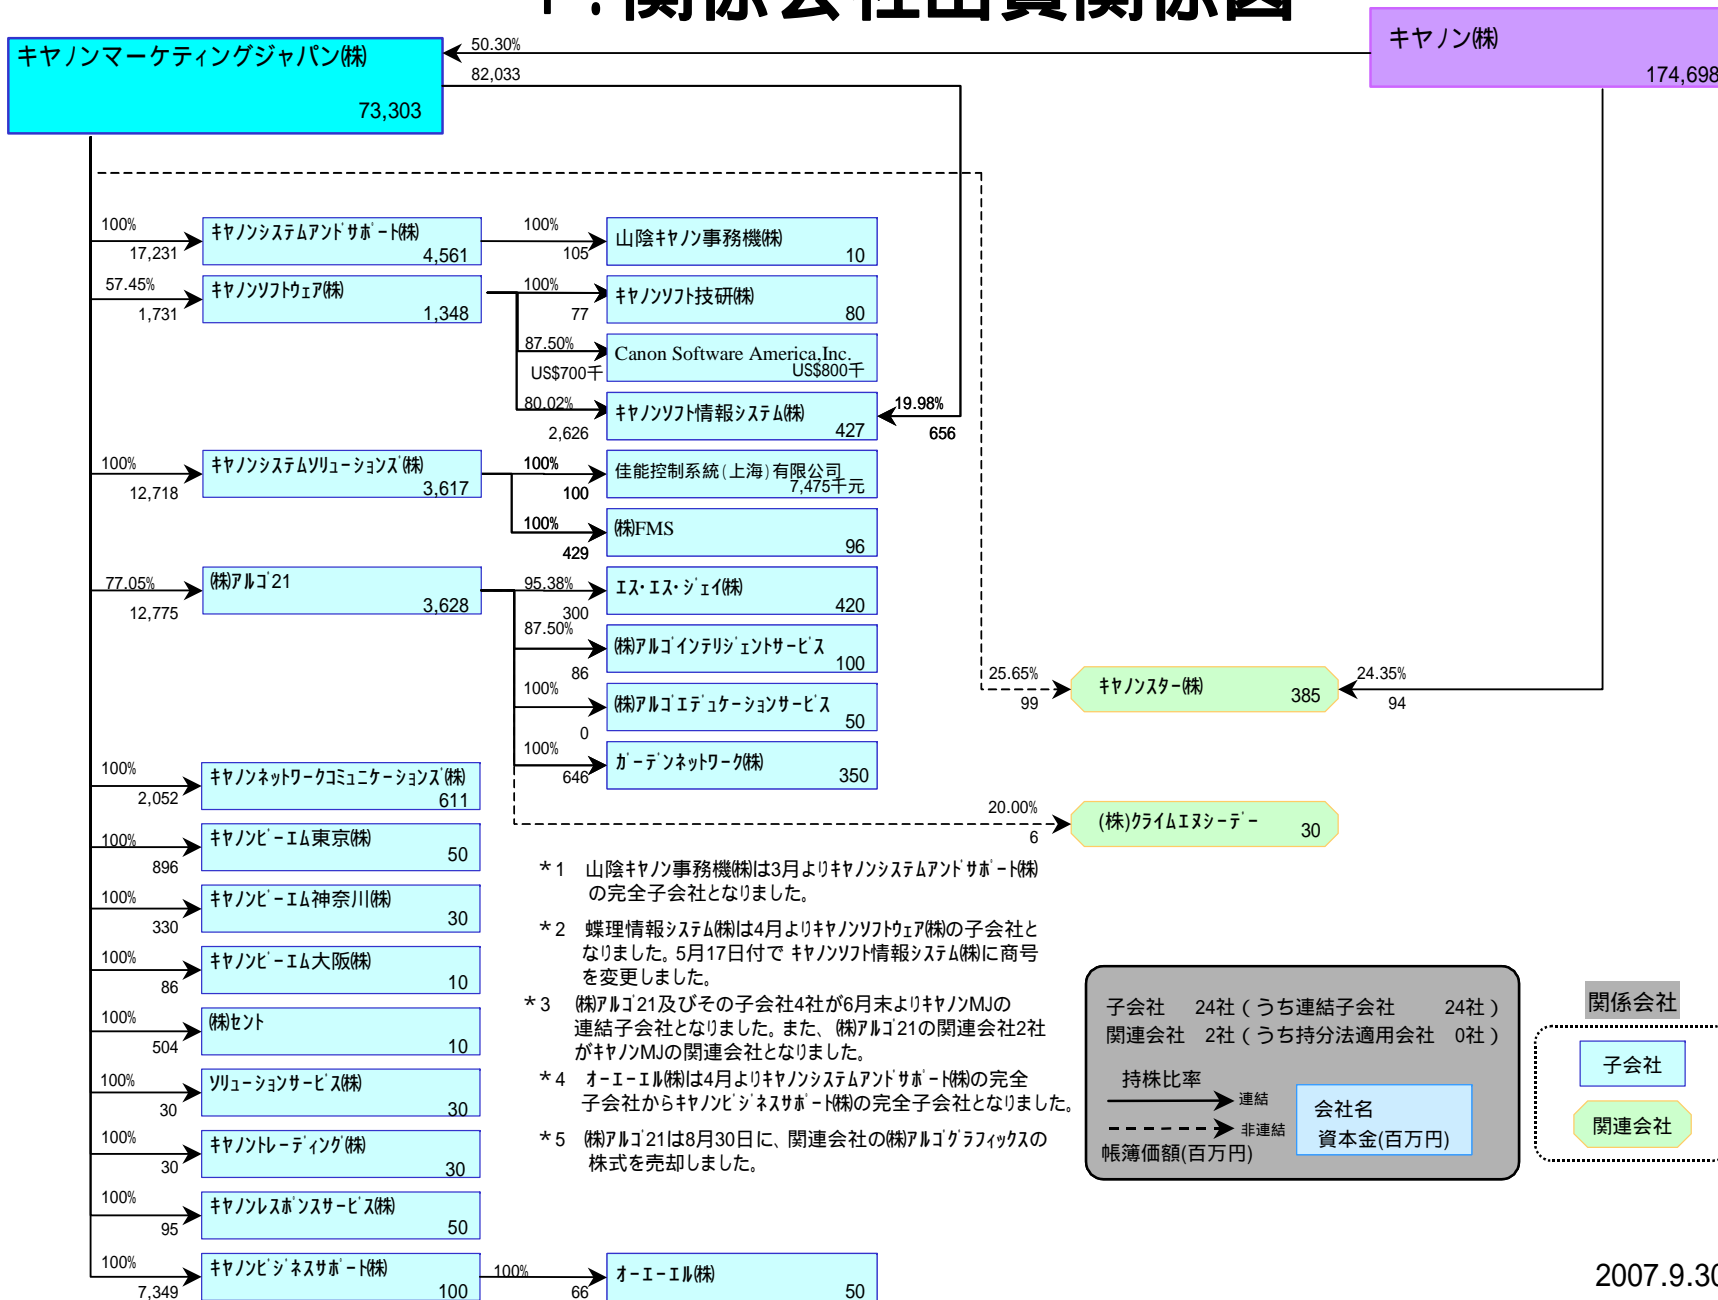 1．関係会社出資関係図
キヤノンマーケティングジャパン㈱
73,303
50.30%
82,033
キヤノン㈱
174,698
100%
17,231
キヤノンシステムアンドサポート㈱
4,561
100%
105
山陰キヤノン事務機㈱
10
57.45%
1,731
キヤノンソフトウェア㈱
1,348
100%
77
キヤノンソフト技研㈱
80
87.50%
US$700千
Canon Software America,Inc.
US$800千
80.02%
2,626
キヤノンソフト情報システム㈱
427
19.98%
656
100%
12,718
キヤノンシステムソリューションズ㈱
3,617
100%
100
佳能控制系統(上海)有限公司
7,475千元
100%
429
㈱FMS
96
77.05%
12,775
㈱アルゴ21
3,628
95.38%
300
エス・エス・ジェイ㈱
420
87.50%
86
㈱アルゴインテリジェントサービス
100
100%
0
㈱アルゴエデュケーションサービス
50
100%
646
ガーデンネットワーク㈱
350
25.65%
99
キヤノンスター㈱
385
24.35%
94
20.00%
6
(株)クライムエヌシーデー
30
100%
2,052
キヤノンネットワークコミュニケーションズ㈱
611
100%
896
キヤノンビーエム東京㈱
50
100%
330
キヤノンビーエム神奈川㈱
30
100%
86
キヤノンビーエム大阪㈱
10
100%
504
㈱セント
10
100%
30
ソリューションサービス㈱
30
100%
30
キヤノントレーディング㈱
30
100%
95
キヤノンレスポンスサービス㈱
50
100%
7,349
キヤノンビジネスサポート㈱
100
100%
66
オーエーエル㈱
50
＊1 山陰キヤノン事務機㈱は3月よりキヤノンシステムアンドサポート㈱
の完全子会社となりました。
＊2 蝶理情報システム㈱は4月よりキヤノンソフトウェア㈱の子会社と
なりました。5月17日付で キヤノンソフト情報システム㈱に商号
を変更しました。
＊3 ㈱アルゴ21及びその子会社4社が6月末よりキヤノンMJの
連結子会社となりました。また、㈱アルゴ21の関連会社2社
がキヤノンMJの関連会社となりました。
＊4 オーエーエル㈱は4月よりキヤノンシステムアンドサポート㈱の完全
子会社からキヤノンビジネスサポート㈱の完全子会社となりました。
＊5 ㈱アルゴ21は8月30日に、関連会社の㈱アルゴグラフィックスの
株式を売却しました。
子会社 24社(うち連結子会社 24社)
関連会社 2社(うち持分法適用会社 0社)
持株比率
連結
非連結
帳簿価額(百万円)
会社名
資本金(百万円)
関係会社
子会社
関連会社
2007.9.30